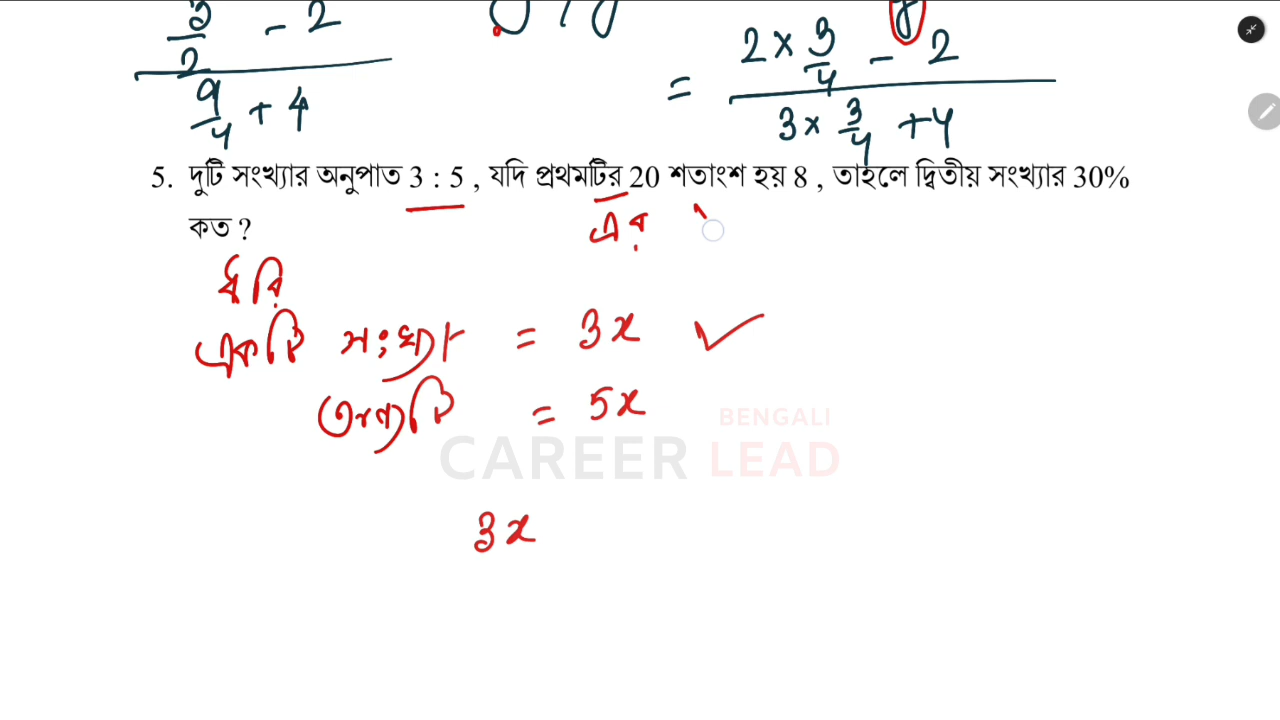 3/2 - 2
9/4 + 4
= 2 × 3/4 - 2
3 × 3/4 + 4
5. দুটি সংখ্যার অনুপাত 3 : 5 , যদি প্রথমটির 20 শতাংশ হয় 8 , তাহলে দ্বিতীয় সংখ্যার 30%
কত ?
এর
ধরি
একটি সংখ্যা = 3x ✓
অন্যটি = 5x
BENGALI
CAREER LEAD
3x